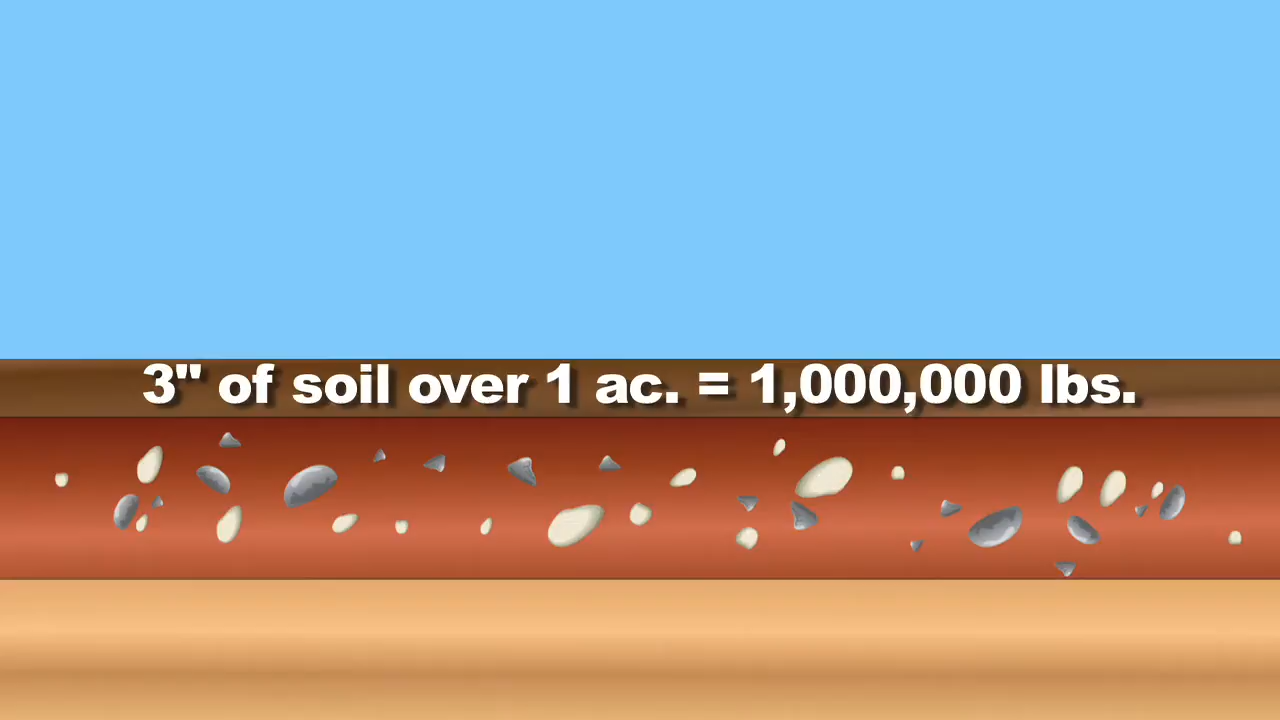 3" of soil over 1 ac. = 1,000,000 lbs.